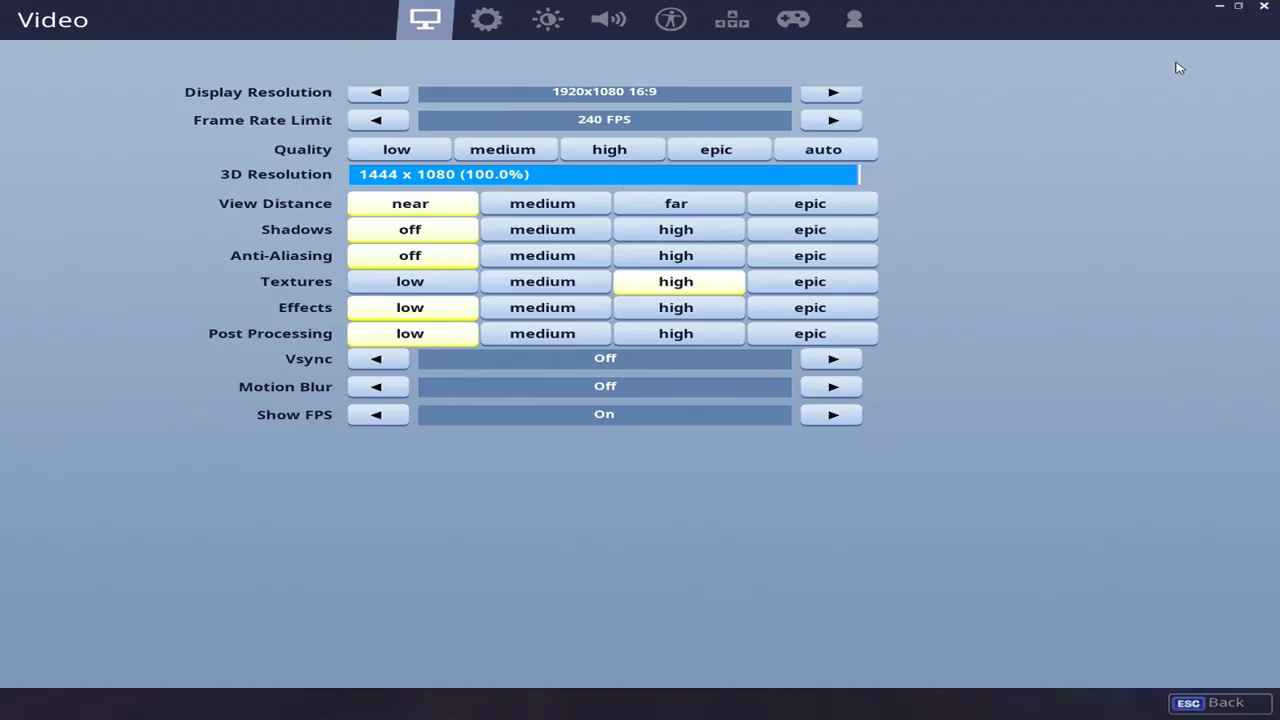 Video
Display Resolution 1920x1080 16:9
Frame Rate Limit 240 FPS
Quality low medium high epic auto
3D Resolution 1444 x 1080 (100.0%)
View Distance near medium far epic
Shadows off medium high epic
Anti-Aliasing off medium high epic
Textures low medium high epic
Effects low medium high epic
Post Processing low medium high epic
Vsync Off
Motion Blur Off
Show FPS On
ESC Back